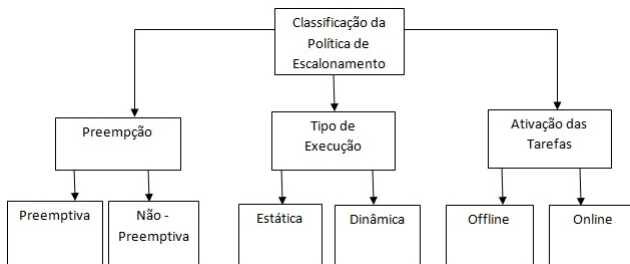 Classificação da
Política de
Escalonamento
Preempção
Tipo de
Execução
Ativação das
Tarefas
Preemptiva
Não -
Preemptiva
Estática
Dinâmica
Offline
Online